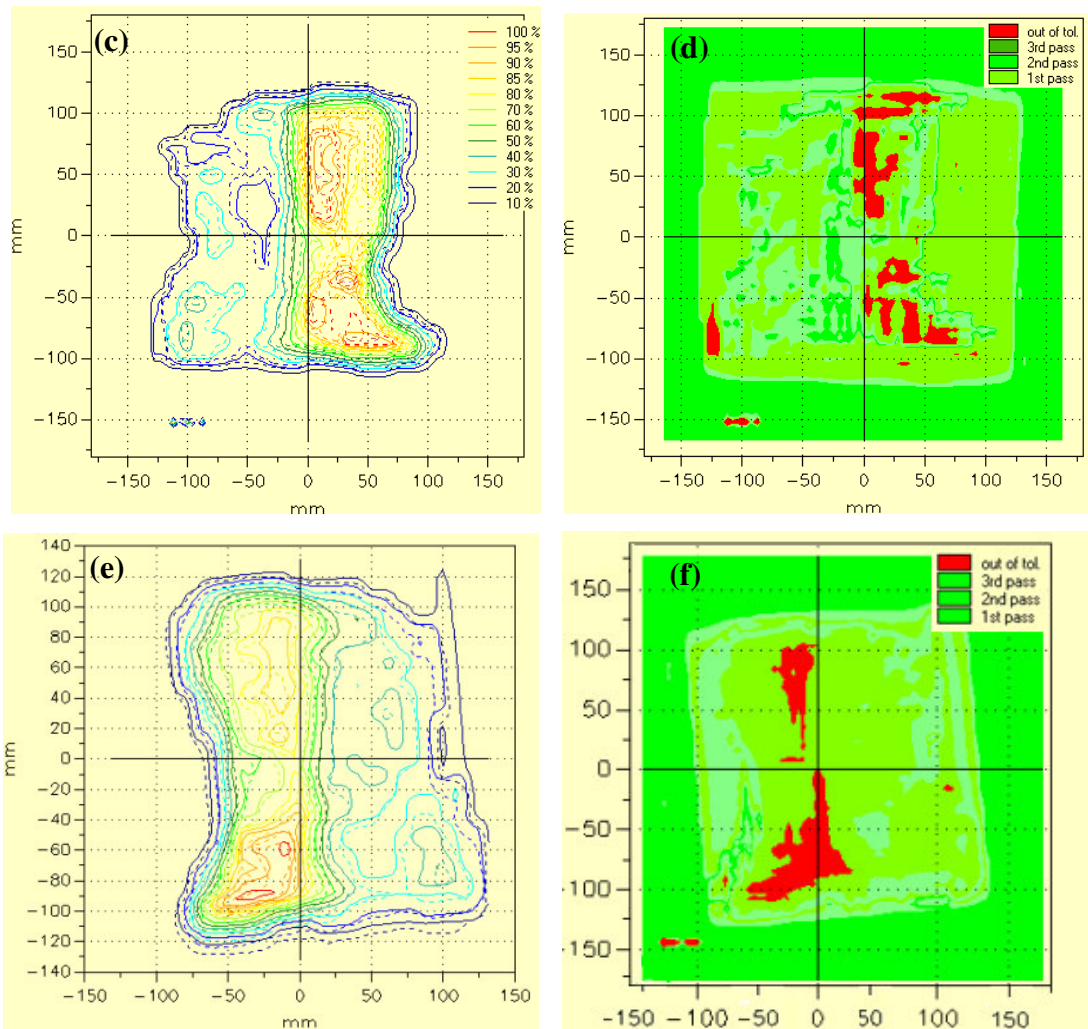 (c)
100 %
95 %
90 %
85 %
80 %
70 %
60 %
50 %
40 %
30 %
20 %
10 %
150
100
50
0
−50
−100
−150
mm
−150 −100 −50 0 50 100 150
mm
(d)
out of tol.
3rd pass
2nd pass
1st pass
150
100
50
0
−50
−100
−150
mm
−150 −100 −50 0 50 100 150
mm
(e)
140
120
100
80
60
40
20
0
−20
−40
−60
−80
−100
−120
−140
mm
−150 −100 −50 0 50 100 150
mm
(f)
out of tol.
3rd pass
2nd pass
1st pass
150
100
50
0
−50
−100
−150
mm
−150 −100 −50 0 50 100 150
mm